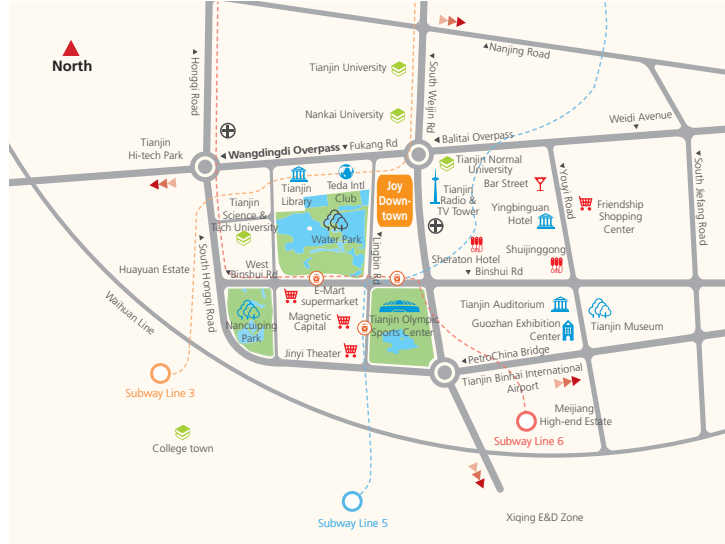 North
Hongqi Road
Tianjin University
Nankai University
South Weijin Rd
Nanjing Road
Weidi Avenue
Tianjin
Hi-tech Park
Wangdingdi Overpass
Fukang Rd
Balitai Overpass
Tianjin Normal
University
Tianjin
Library
Teda Intl
Club
Joy
Down-
town
Tianjin
Radio &
TV Tower
Bar Street
Yingbinguan
Hotel
Youyi Road
Friendship
Shopping
Center
South Jiefang Road
Tianjin
Science &
Tech University
Water Park
Lingbin Rd
Sheraton Hotel
Shuijinggong
Binshui Rd
West
Binshui Rd
South Hongqi Road
Huayuan Estate
Waihuan Line
E-Mart
supermarket
Magnetic
Capital
Jinyi Theater
Nancuiping
Park
Tianjin Olympic
Sports Center
Tianjin Auditorium
Guozhan Exhibition
Center
Tianjin Museum
PetroChina Bridge
Tianjin Binhai International
Airport
Subway Line 3
Meijiang
High-end Estate
Subway Line 6
College town
Subway Line 5
Xiqing E&D Zone